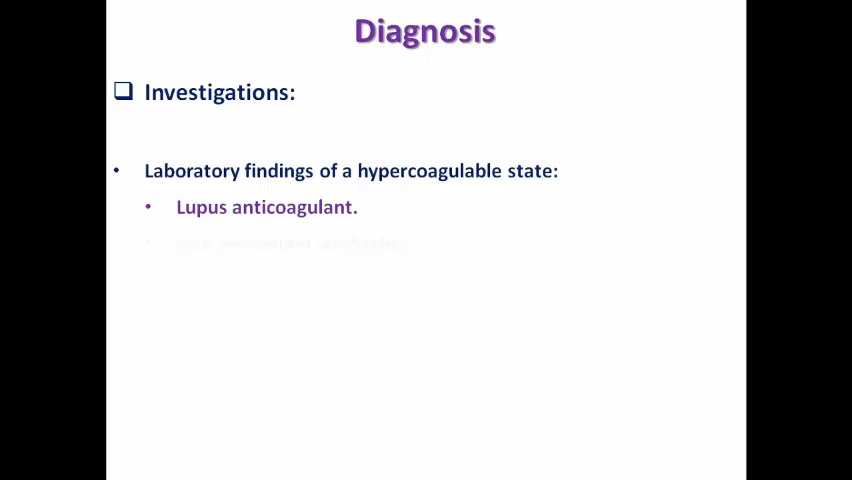 Diagnosis
❑ Investigations:
• Laboratory findings of a hypercoagulable state:
• Lupus anticoagulant.